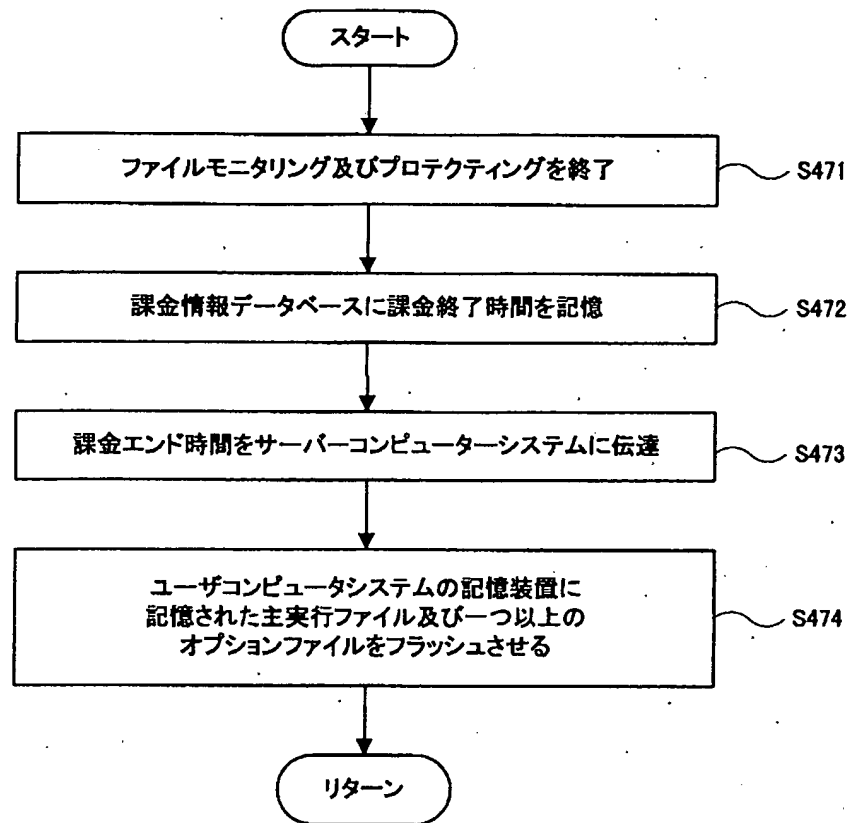 スタート
ファイルモニタリング及びプロテクティングを終了
S471
課金情報データベースに課金終了時間を記憶
S472
課金エンド時間をサーバーコンピューターシステムに伝達
S473
ユーザコンピュータシステムの記憶装置に
記憶された主実行ファイル及び一つ以上の
オプションファイルをフラッシュさせる
S474
リターン